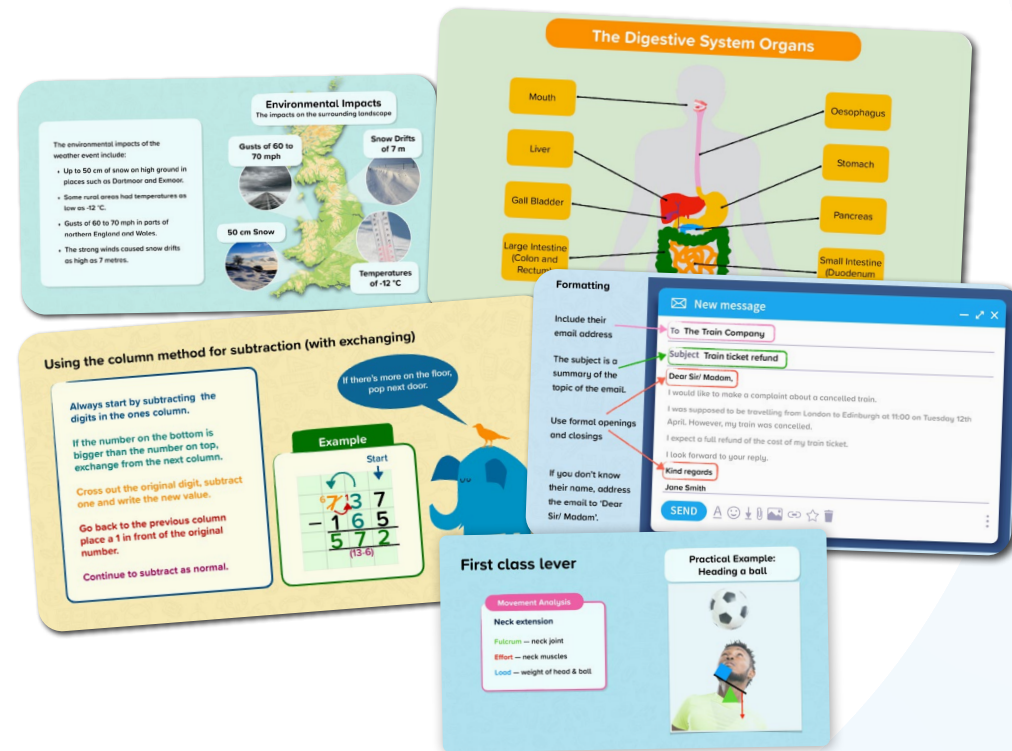 The Digestive System Organs
Mouth
Liver
Gall Bladder
Large Intestine
(Colon and
Rectum)
Oesophagus
Stomach
Pancreas
Small Intestine
(Duodenum
Environmental Impacts
The impacts on the surrounding landscape
The environmental impacts of the
weather event include:
• Up to 50 cm of snow on high ground in
places such as Dartmoor and Exmoor.
• Some rural areas had temperatures as
low as -12 °C.
• Gusts of 60 to 70 mph in parts of
northern England and Wales.
• The strong winds caused snow drifts
as high as 7 metres.
Gusts of 60 to
70 mph
Snow Drifts
of 7 m
50 cm Snow
Temperatures
of -12 °C
Formatting
Include their
email address
The subject is a
summary of the
topic of the email.
Use formal openings
and closings
If you don't know
their name, address
the email to 'Dear
Sir/ Madam'.
New message
To The Train Company
Subject Train ticket refund
Dear Sir/ Madam,
I would like to make a complaint about a cancelled train.
I was supposed to be travelling from London to Edinburgh at 11:00 on Tuesday 12th
April. However, my train was cancelled.
I expect a full refund of the cost of my train ticket.
I look forward to your reply.
Kind regards
Jane Smith
SEND
Using the column method for subtraction (with exchanging)
Always start by subtracting the
digits in the ones column.
If the number on the bottom is
bigger than the number on top,
exchange from the next column.
Cross out the original digit, subtract
one and write the new value.
Go back to the previous column
place a 1 in front of the original
number.
Continue to subtract as normal.
If there's more on the floor,
pop next door.
Example
Start
6 7 13 7
− 1 6 5
5 7 2
(13-6)
First class lever
Movement Analysis
Neck extension
Fulcrum — neck joint
Effort — neck muscles
Load — weight of head & ball
Practical Example:
Heading a ball